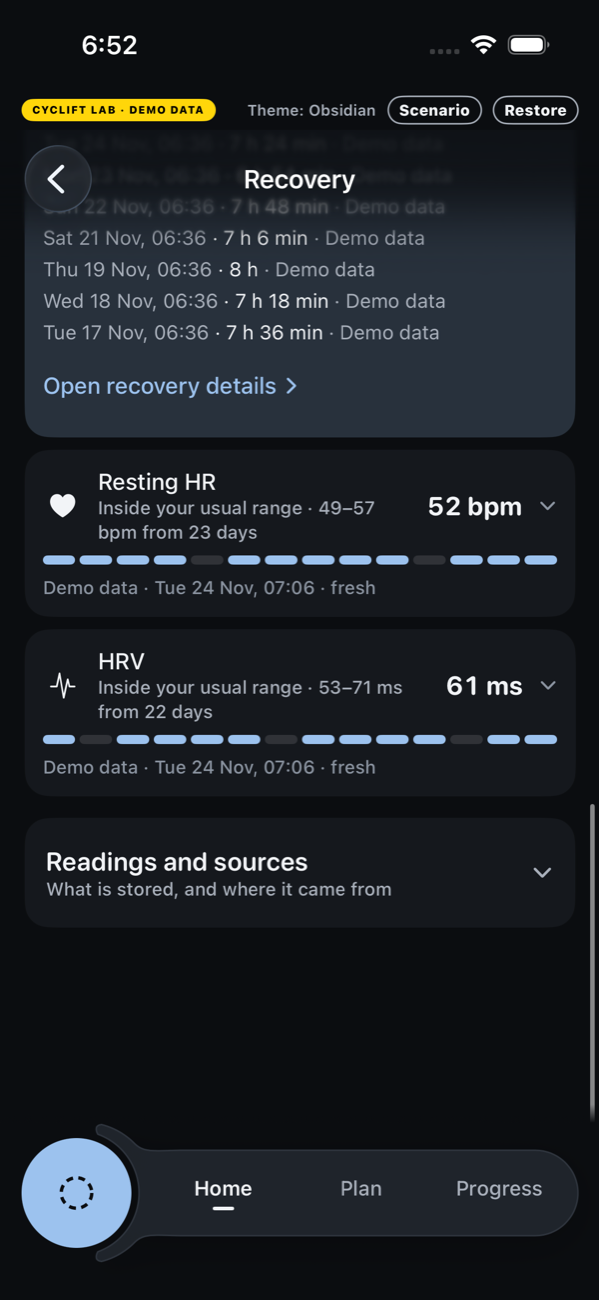 6:52
CYCLIFT LAB · DEMO DATA
Theme: Obsidian
Scenario
Restore
Recovery
Sun 22 Nov, 06:36 · 7 h 48 min · Demo data
Sat 21 Nov, 06:36 · 7 h 6 min · Demo data
Thu 19 Nov, 06:36 · 8 h · Demo data
Wed 18 Nov, 06:36 · 7 h 18 min · Demo data
Tue 17 Nov, 06:36 · 7 h 36 min · Demo data
Open recovery details
Resting HR
Inside your usual range · 49–57
bpm from 23 days
52 bpm
Demo data · Tue 24 Nov, 07:06 · fresh
HRV
Inside your usual range · 53–71 ms
from 22 days
61 ms
Demo data · Tue 24 Nov, 07:06 · fresh
Readings and sources
What is stored, and where it came from
Home
Plan
Progress